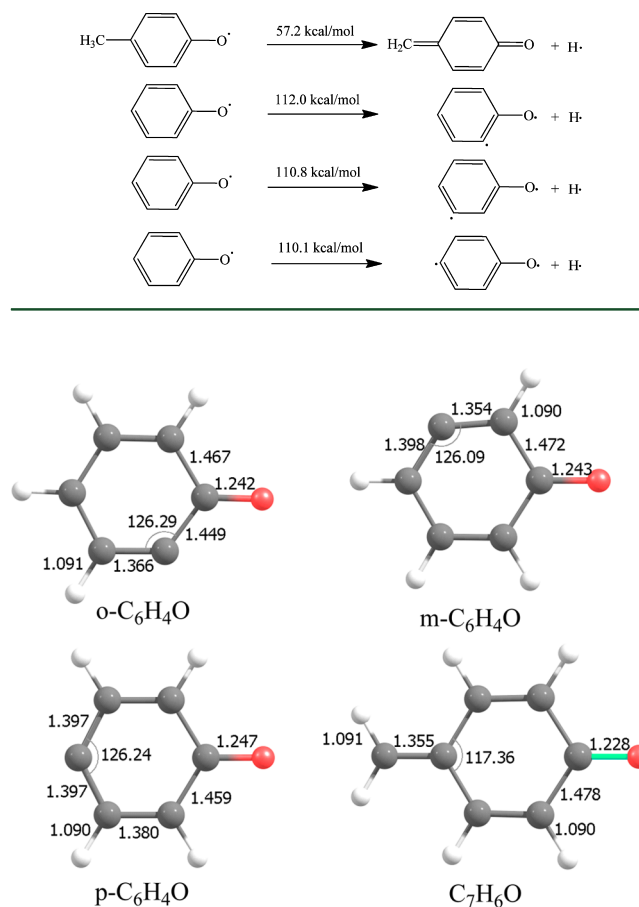 57.2 kcal/mol
H₃C O· H₂C O + H·
112.0 kcal/mol
O· O· + H·
110.8 kcal/mol
O· O· + H·
110.1 kcal/mol
O· O· + H·
1.467
1.242
126.29
1.449
1.091
1.366
o-C₆H₄O
1.354
1.090
1.398
126.09
1.472
1.243
m-C₆H₄O
1.397
1.247
126.24
1.397
1.459
1.090
1.380
p-C₆H₄O
1.091
1.355
1.228
117.36
1.478
1.090
C₇H₆O